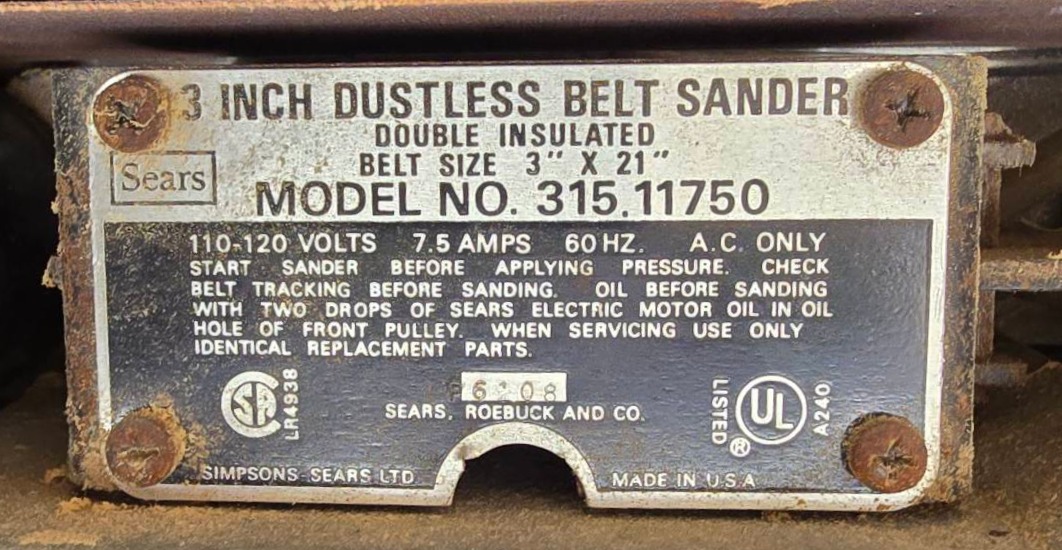 3 INCH DUSTLESS BELT SANDER
DOUBLE INSULATED
BELT SIZE 3" X 21"
Sears
MODEL NO. 315.11750
110-120 VOLTS 7.5 AMPS 60 HZ. A.C. ONLY
START SANDER BEFORE APPLYING PRESSURE. CHECK
BELT TRACKING BEFORE SANDING. OIL BEFORE SANDING
WITH TWO DROPS OF SEARS ELECTRIC MOTOR OIL IN OIL
HOLE OF FRONT PULLEY. WHEN SERVICING USE ONLY
IDENTICAL REPLACEMENT PARTS.
SA LR4938
SEARS, ROEBUCK AND CO.
LISTED UL ® A240
SIMPSONS-SEARS LTD
MADE IN U.S.A